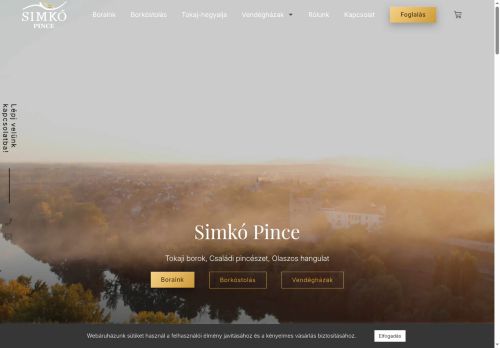 SIMKÓ
PINCE
Boraink
Borkóstolás
Tokaj-hegyalja
Vendégházak
Rólunk
Kapcsolat
Foglalás
Lépj velünk
kapcsolatba!
Simkó Pince
Tokaji borok, Családi pincészet, Olaszos hangulat
Boraink
Borkóstolás
Vendégházak
Webáruházunk sütiket használ a felhasználói élmény javításához és a kényelmes vásárlás biztosításához.
Elfogadás